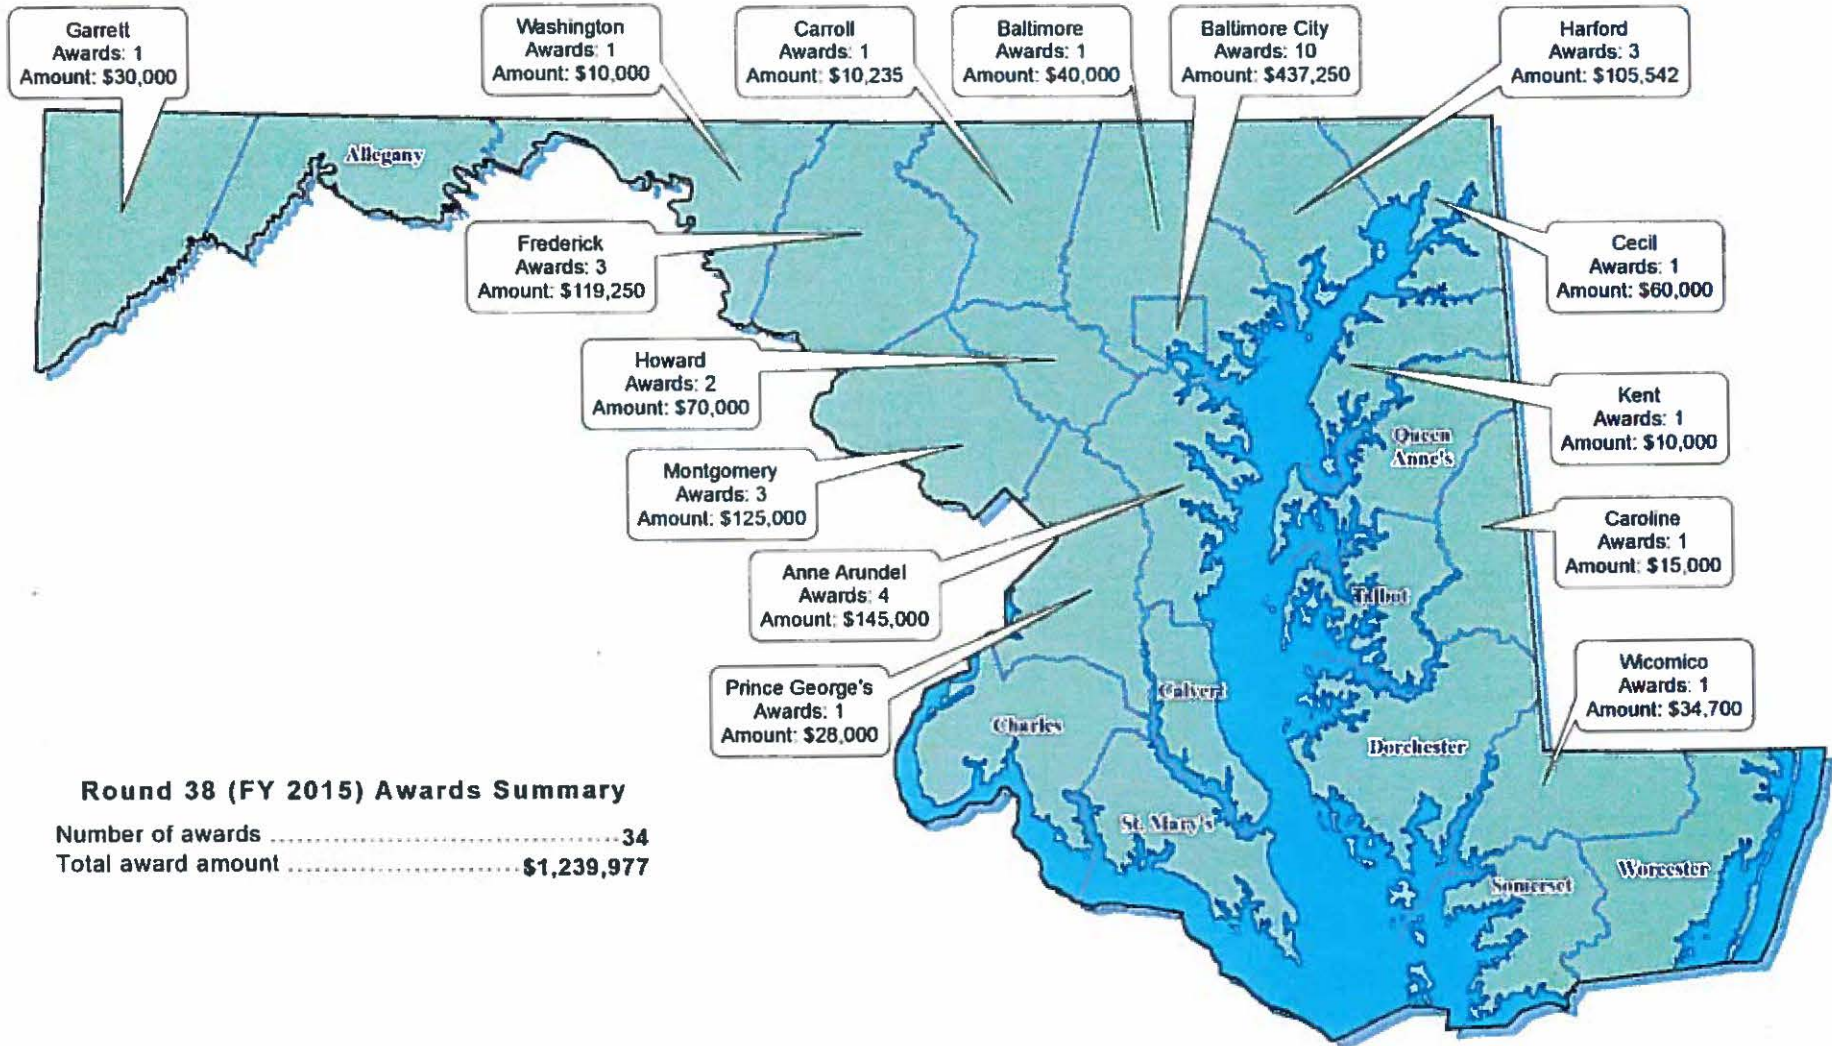 Garrett
Awards: 1
Amount: $30,000
Washington
Awards: 1
Amount: $10,000
Carroll
Awards: 1
Amount: $10,235
Baltimore
Awards: 1
Amount: $40,000
Baltimore City
Awards: 10
Amount: $437,250
Harford
Awards: 3
Amount: $105,542
Allegany
Frederick
Awards: 3
Amount: $119,250
Cecil
Awards: 1
Amount: $60,000
Howard
Awards: 2
Amount: $70,000
Kent
Awards: 1
Amount: $10,000
Queen
Anne's
Montgomery
Awards: 3
Amount: $125,000
Caroline
Awards: 1
Amount: $15,000
Anne Arundel
Awards: 4
Amount: $145,000
Talbot
Prince George's
Awards: 1
Amount: $28,000
Calvert
Wicomico
Awards: 1
Amount: $34,700
Charles
Dorchester
St. Mary's
Somerset
Worcester
Round 38 (FY 2015) Awards Summary
Number of awards ........................................ 34
Total award amount .......................... $1,239,977